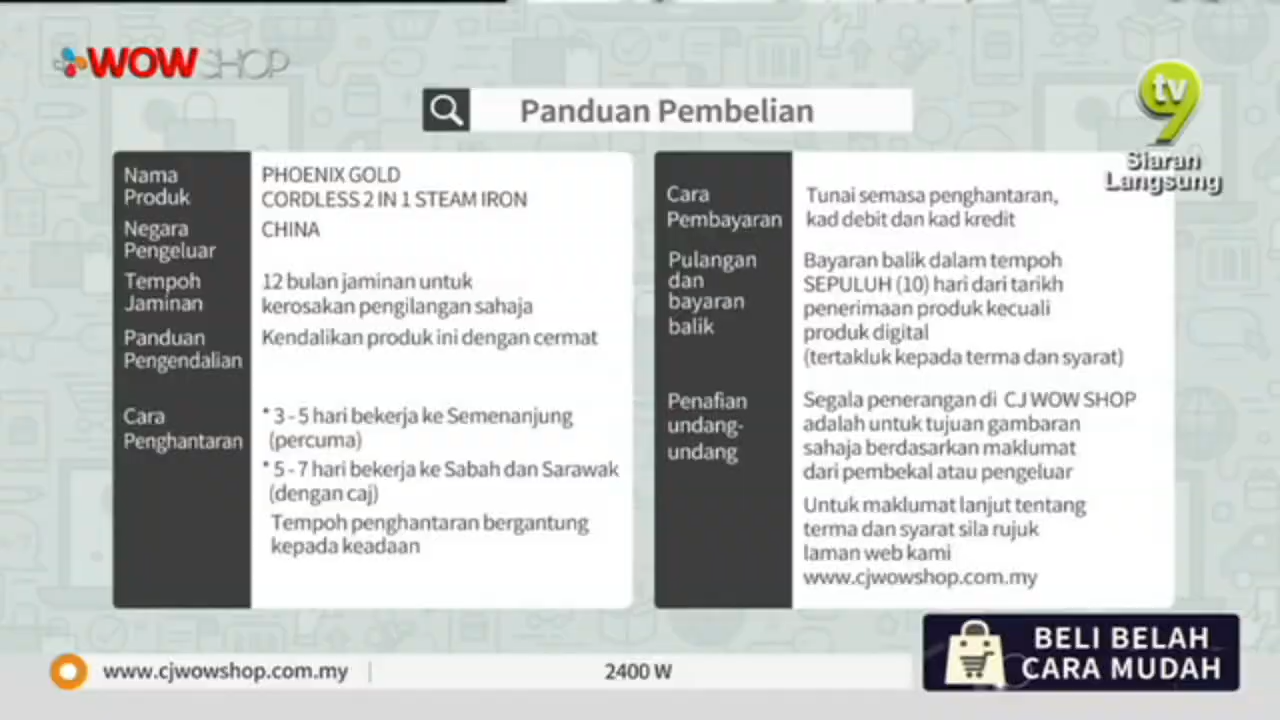 WOWSHOP
tv9
Siaran
Langsung
Panduan Pembelian
Nama
Produk
PHOENIX GOLD
CORDLESS 2 IN 1 STEAM IRON
Negara
Pengeluar
CHINA
Tempoh
Jaminan
12 bulan jaminan untuk
kerosakan pengilangan sahaja
Panduan
Pengendalian
Kendalikan produk ini dengan cermat
Cara
Penghantaran
* 3 - 5 hari bekerja ke Semenanjung
(percuma)
* 5 - 7 hari bekerja ke Sabah dan Sarawak
(dengan caj)
Tempoh penghantaran bergantung
kepada keadaan
Cara
Pembayaran
Tunai semasa penghantaran,
kad debit dan kad kredit
Pulangan
dan
bayaran
balik
Bayaran balik dalam tempoh
SEPULUH (10) hari dari tarikh
penerimaan produk kecuali
produk digital
(tertakluk kepada terma dan syarat)
Penafian
undang-
undang
Segala penerangan di CJ WOW SHOP
adalah untuk tujuan gambaran
sahaja berdasarkan maklumat
dari pembekal atau pengeluar
Untuk maklumat lanjut tentang
terma dan syarat sila rujuk
laman web kami
www.cjwowshop.com.my
www.cjwowshop.com.my
2400 W
BELI BELAH
CARA MUDAH